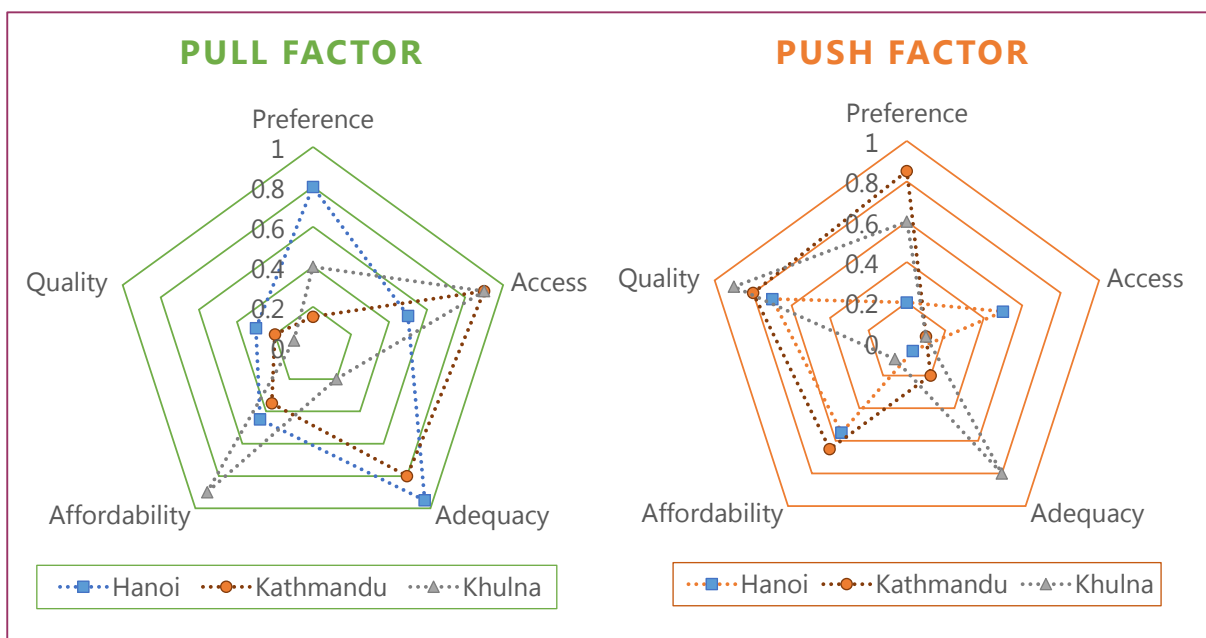 PULL FACTOR
Preference
1
0.8
0.6
0.4
0.2
0
Quality
Access
Affordability
Adequacy
Hanoi Kathmandu Khulna
PUSH FACTOR
Preference
1
0.8
0.6
0.4
0.2
0
Quality
Access
Affordability
Adequacy
Hanoi Kathmandu Khulna